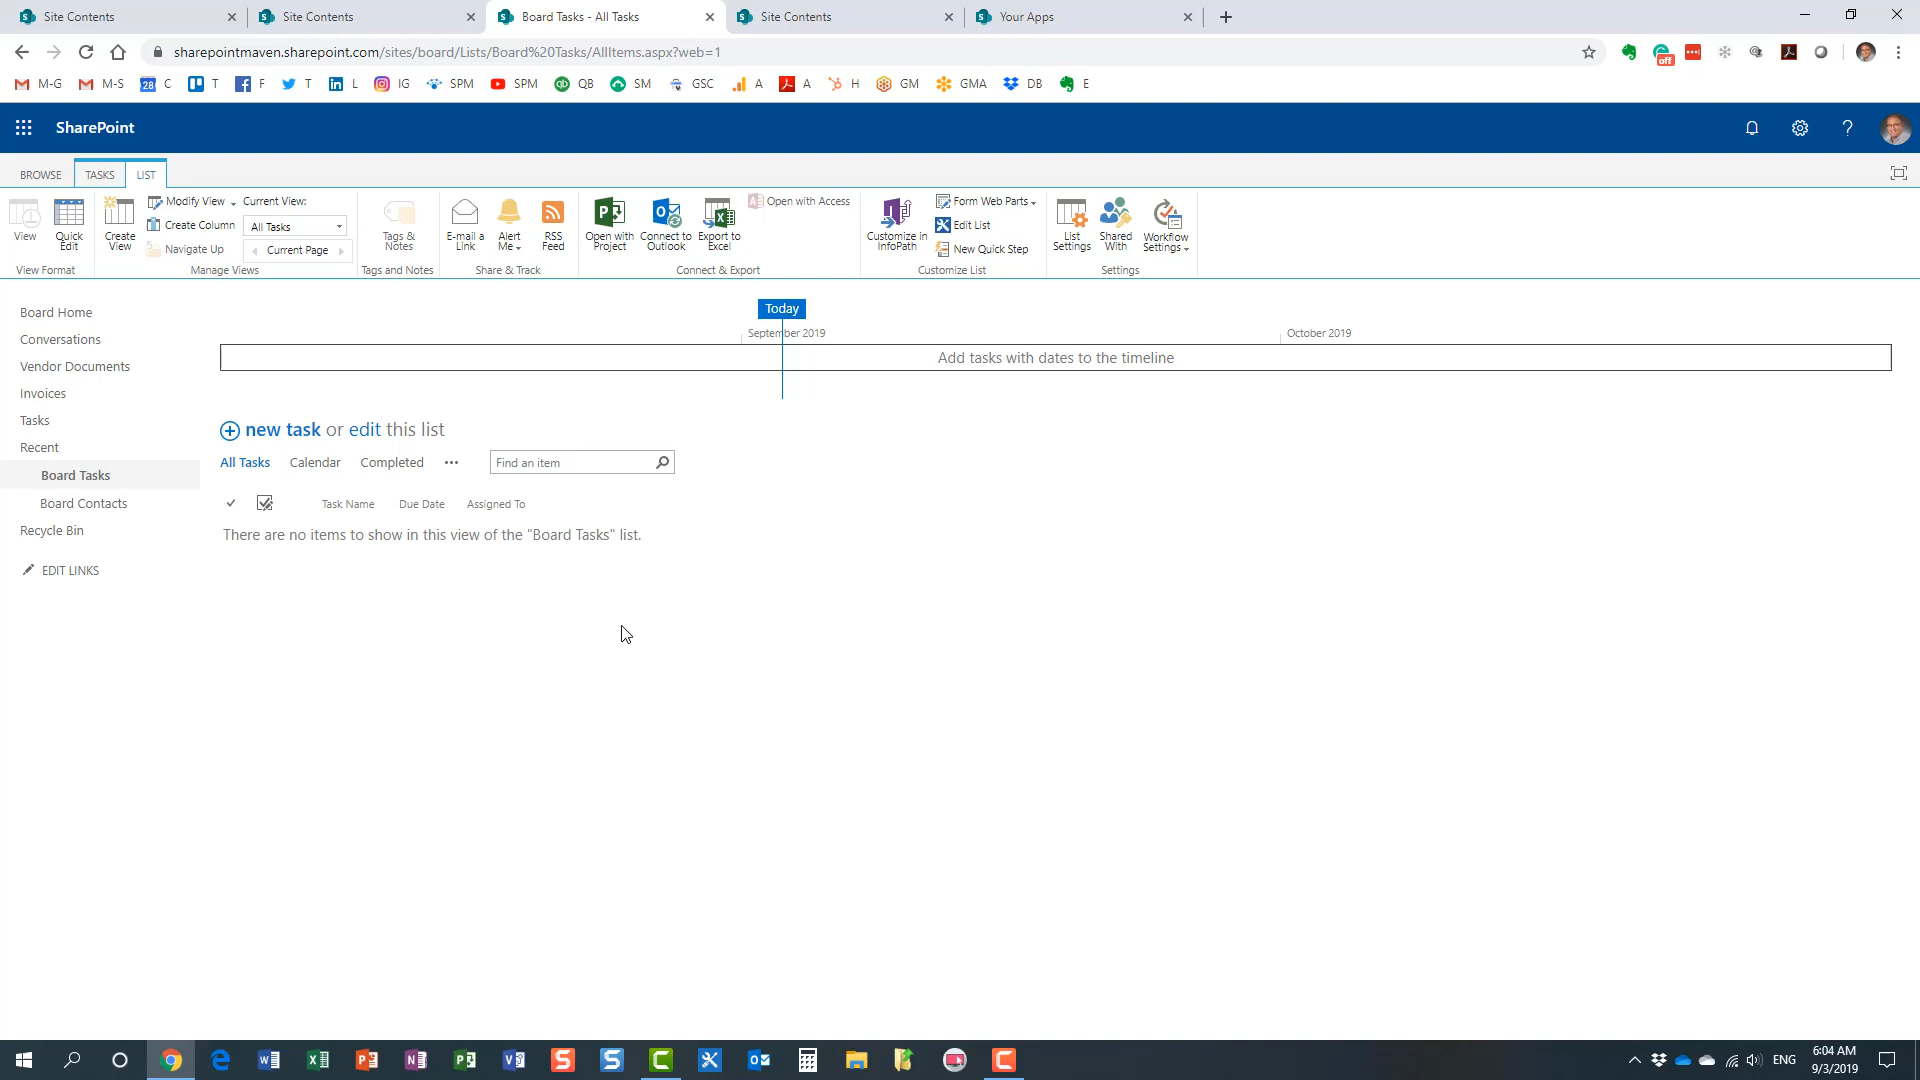 Site Contents
Site Contents
Board Tasks - All Tasks
Site Contents
Your Apps
sharepointmaven.sharepoint.com/sites/board/Lists/Board%20Tasks/AllItems.aspx?web=1
off
M-G
M-S
28
C
T
F
T
L
IG
SPM
SPM
QB
SM
GSC
A
A
H
GM
GMA
DB
E
SharePoint
?
BROWSE
TASKS
LIST
View
Quick
Edit
View Format
Create
View
Modify View
Create Column
Navigate Up
Current View:
All Tasks
Current Page
Manage Views
Tags &
Notes
Tags and Notes
E-mail a
Link
Alert
Me
RSS
Feed
Share & Track
Open with
Project
Connect to
Outlook
Export to
Excel
Open with Access
Connect & Export
Customize in
InfoPath
Form Web Parts
Edit List
New Quick Step
Customize List
List
Settings
Shared
With
Workflow
Settings
Settings
Board Home
Conversations
Vendor Documents
Invoices
Tasks
Recent
Board Tasks
Board Contacts
Recycle Bin
EDIT LINKS
Today
September 2019
October 2019
Add tasks with dates to the timeline
new task or edit this list
All Tasks
Calendar
Completed
Find an item
Task Name
Due Date
Assigned To
There are no items to show in this view of the "Board Tasks" list.
ENG
6:04 AM
9/3/2019